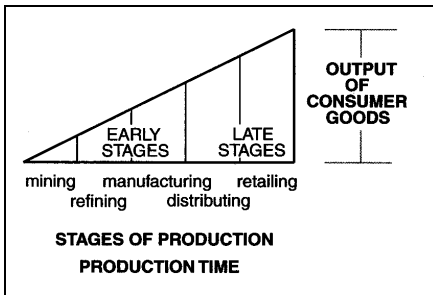 EARLY
STAGES
LATE
STAGES
OUTPUT
OF
CONSUMER
GOODS
mining manufacturing retailing
refining distributing
STAGES OF PRODUCTION
PRODUCTION TIME